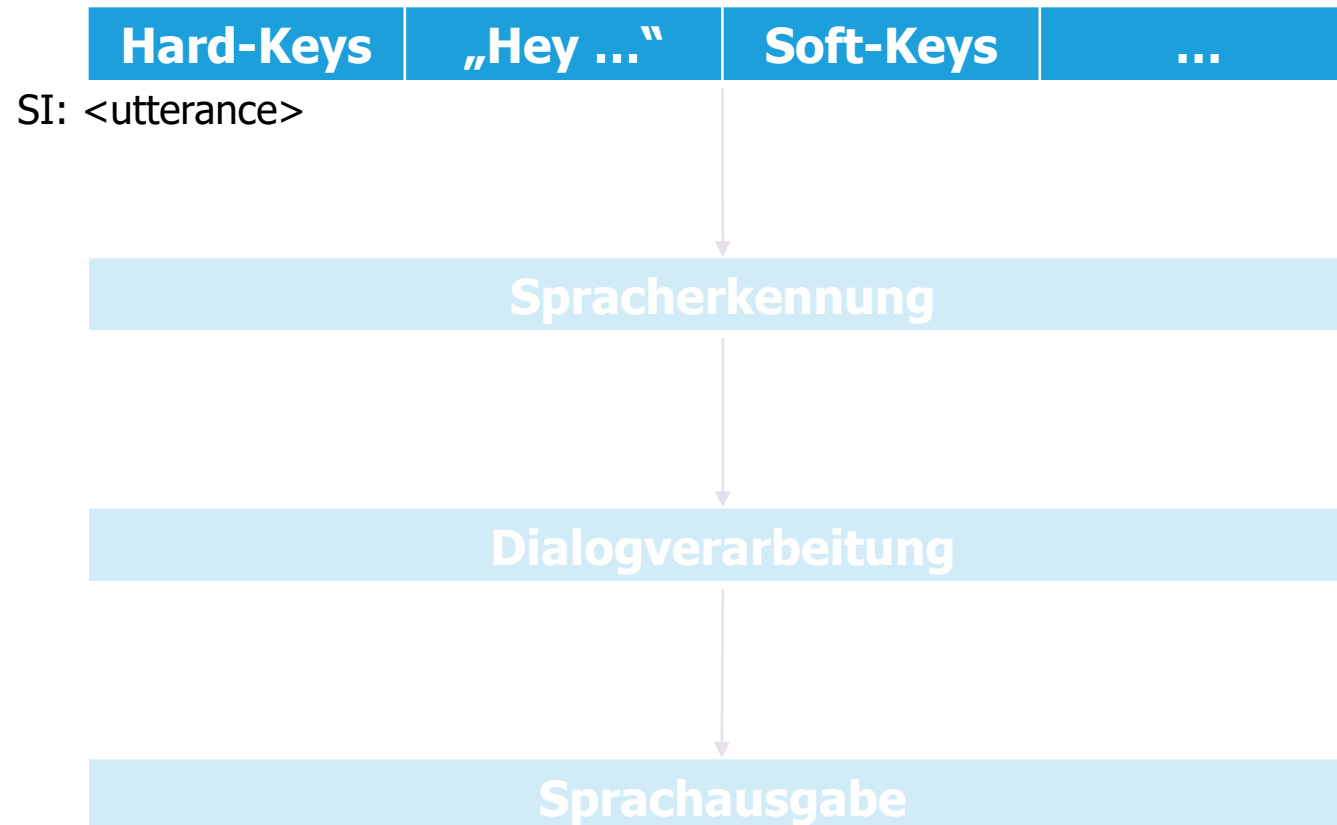 Hard-Keys „Hey ...‟ Soft-Keys ...
SI: <utterance>
Spracherkennung
Dialogverarbeitung
Sprachausgabe